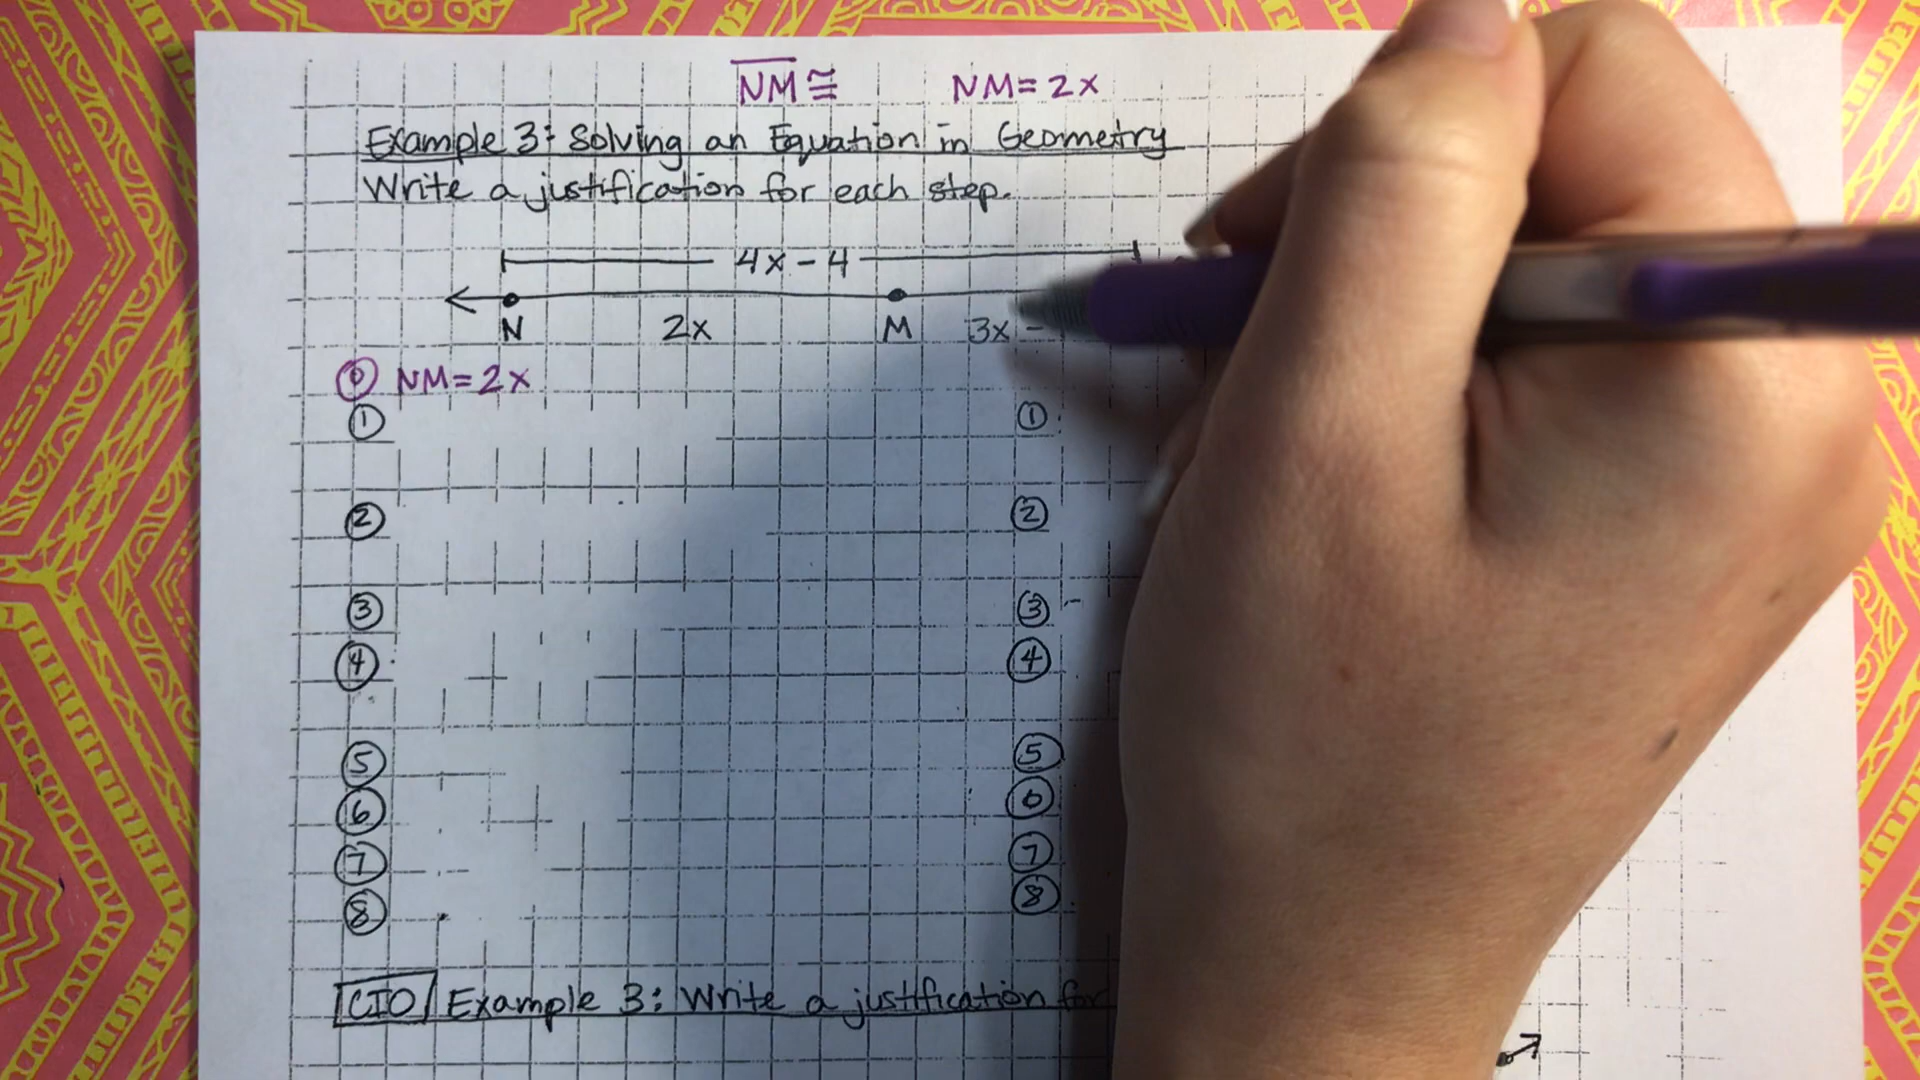 NM ≅ NM = 2x
Example 3: Solving an Equation in Geometry
Write a justification for each step.
4x - 4
N 2x M 3x -
⓪ NM = 2x
① ①
② ②
③ ③
④ ④
⑤ ⑤
⑥ ⑥
⑦ ⑦
⑧ ⑧
CIO Example 3: Write a justification for